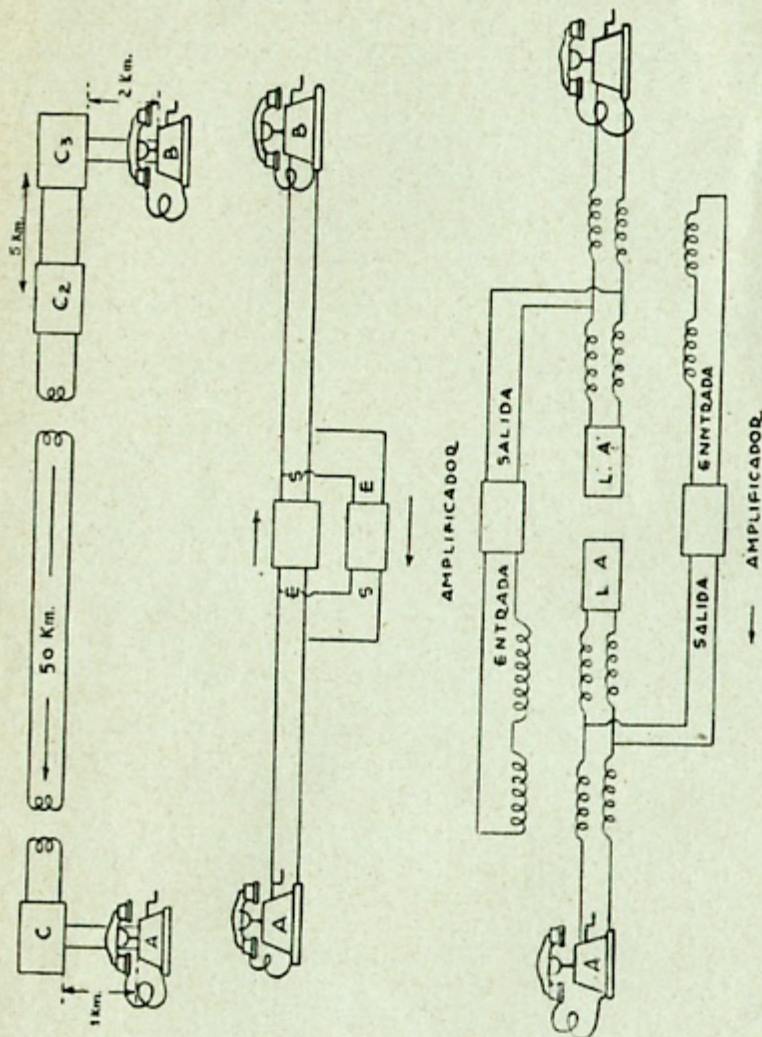 5 Km.
C2
C3
50 Km.
C
2 Km.
B
1 Km.
A
B
S
E
E
S
A
AMPLIFICADOR
ENTRADA
SALIDA
L A
L. A
SALIDA
ENNTRADA
AMPLIFICADOR
A